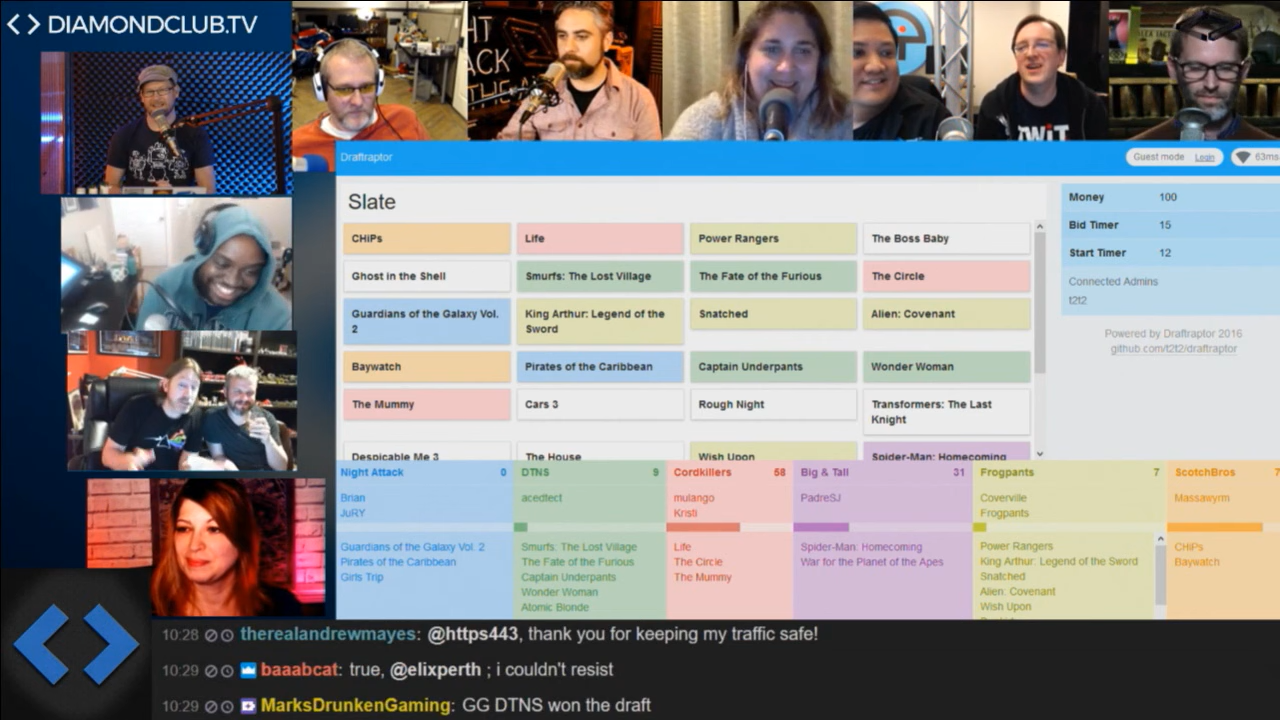 DIAMONDCLUB.TV
Draftraptor
Guest mode Login 63ms
Slate
CHiPs
Life
Power Rangers
The Boss Baby
Ghost in the Shell
Smurfs: The Lost Village
The Fate of the Furious
The Circle
Guardians of the Galaxy Vol.
2
King Arthur: Legend of the
Sword
Snatched
Alien: Covenant
Baywatch
Pirates of the Caribbean
Captain Underpants
Wonder Woman
The Mummy
Cars 3
Rough Night
Transformers: The Last
Knight
Despicable Me 3
The House
Wish Upon
Spider-Man: Homecoming
Money 100
Bid Timer 15
Start Timer 12
Connected Admins
t2t2
Powered by Draftraptor 2016
github.com/t2t2/draftraptor
Night Attack 0
Brian
JuRY
Guardians of the Galaxy Vol. 2
Pirates of the Caribbean
Girls Trip
DTNS 9
acedtect
Smurfs: The Lost Village
The Fate of the Furious
Captain Underpants
Wonder Woman
Atomic Blonde
Cordkillers 58
mulango
Kristi
Life
The Circle
The Mummy
Big & Tall 31
PadreSJ
Spider-Man: Homecoming
War for the Planet of the Apes
Frogpants 7
Coverville
Frogpants
Power Rangers
King Arthur: Legend of the Sword
Snatched
Alien: Covenant
Wish Upon
ScotchBros
Massawyrm
CHiPs
Baywatch
10:28 therealandrewmayes: @https443, thank you for keeping my traffic safe!
10:29 baaabcat: true, @elixperth ; i couldn't resist
10:29 MarksDrunkenGaming: GG DTNS won the draft